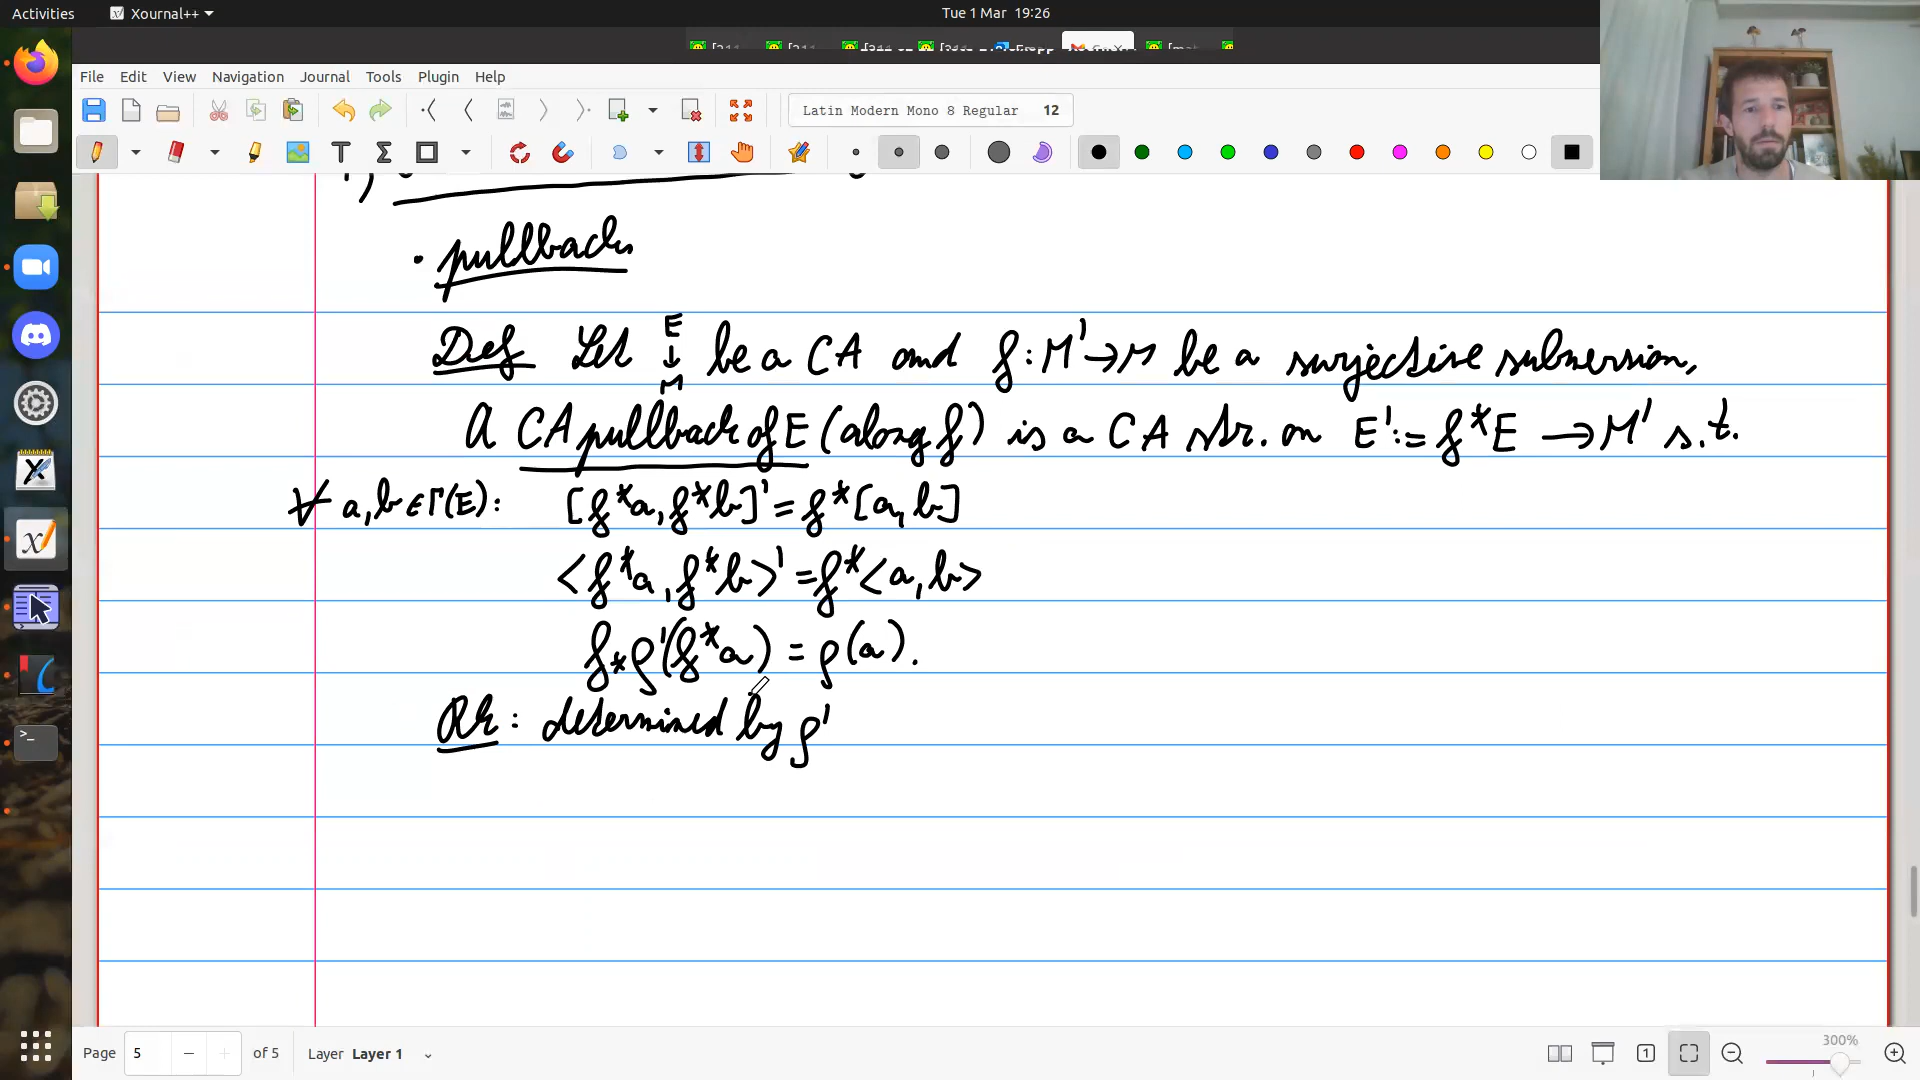 Activities Xournal++ Tue 1 Mar 19:26
File Edit View Navigation Journal Tools Plugin Help
Latin Modern Mono 8 Regular 12
· pullback
Def Let E ↓ M be a CA and f : M' → M be a surjective submersion,
A CA pullback of E (along f) is a CA str. on E' := f*E → M' s.t.
∀ a, b ∈ Γ(E): [f*a, f*b]' = f*[a, b]
<f*a, f*b>' = f*<a, b>
f∗ρ'(f*a) = ρ(a).
Rk : determined by ρ'
Page 5 of 5 Layer Layer 1 300%